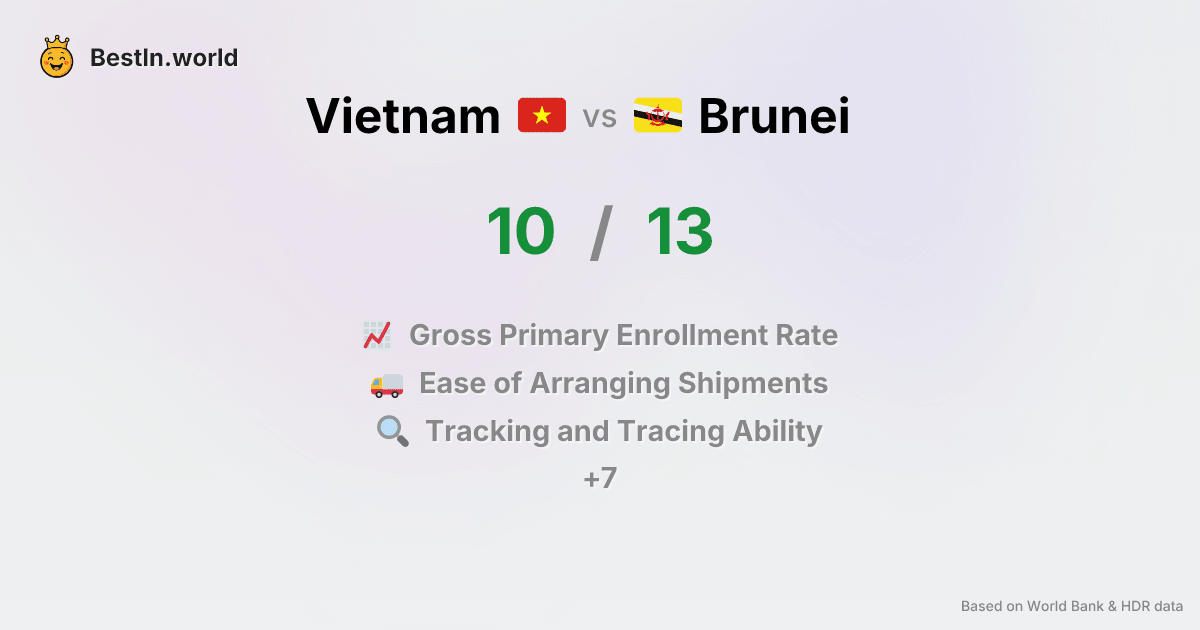 BestIn.world
Vietnam vs Brunei
10 / 13
Gross Primary Enrollment Rate
Ease of Arranging Shipments
Tracking and Tracing Ability
+7
Based on World Bank & HDR data